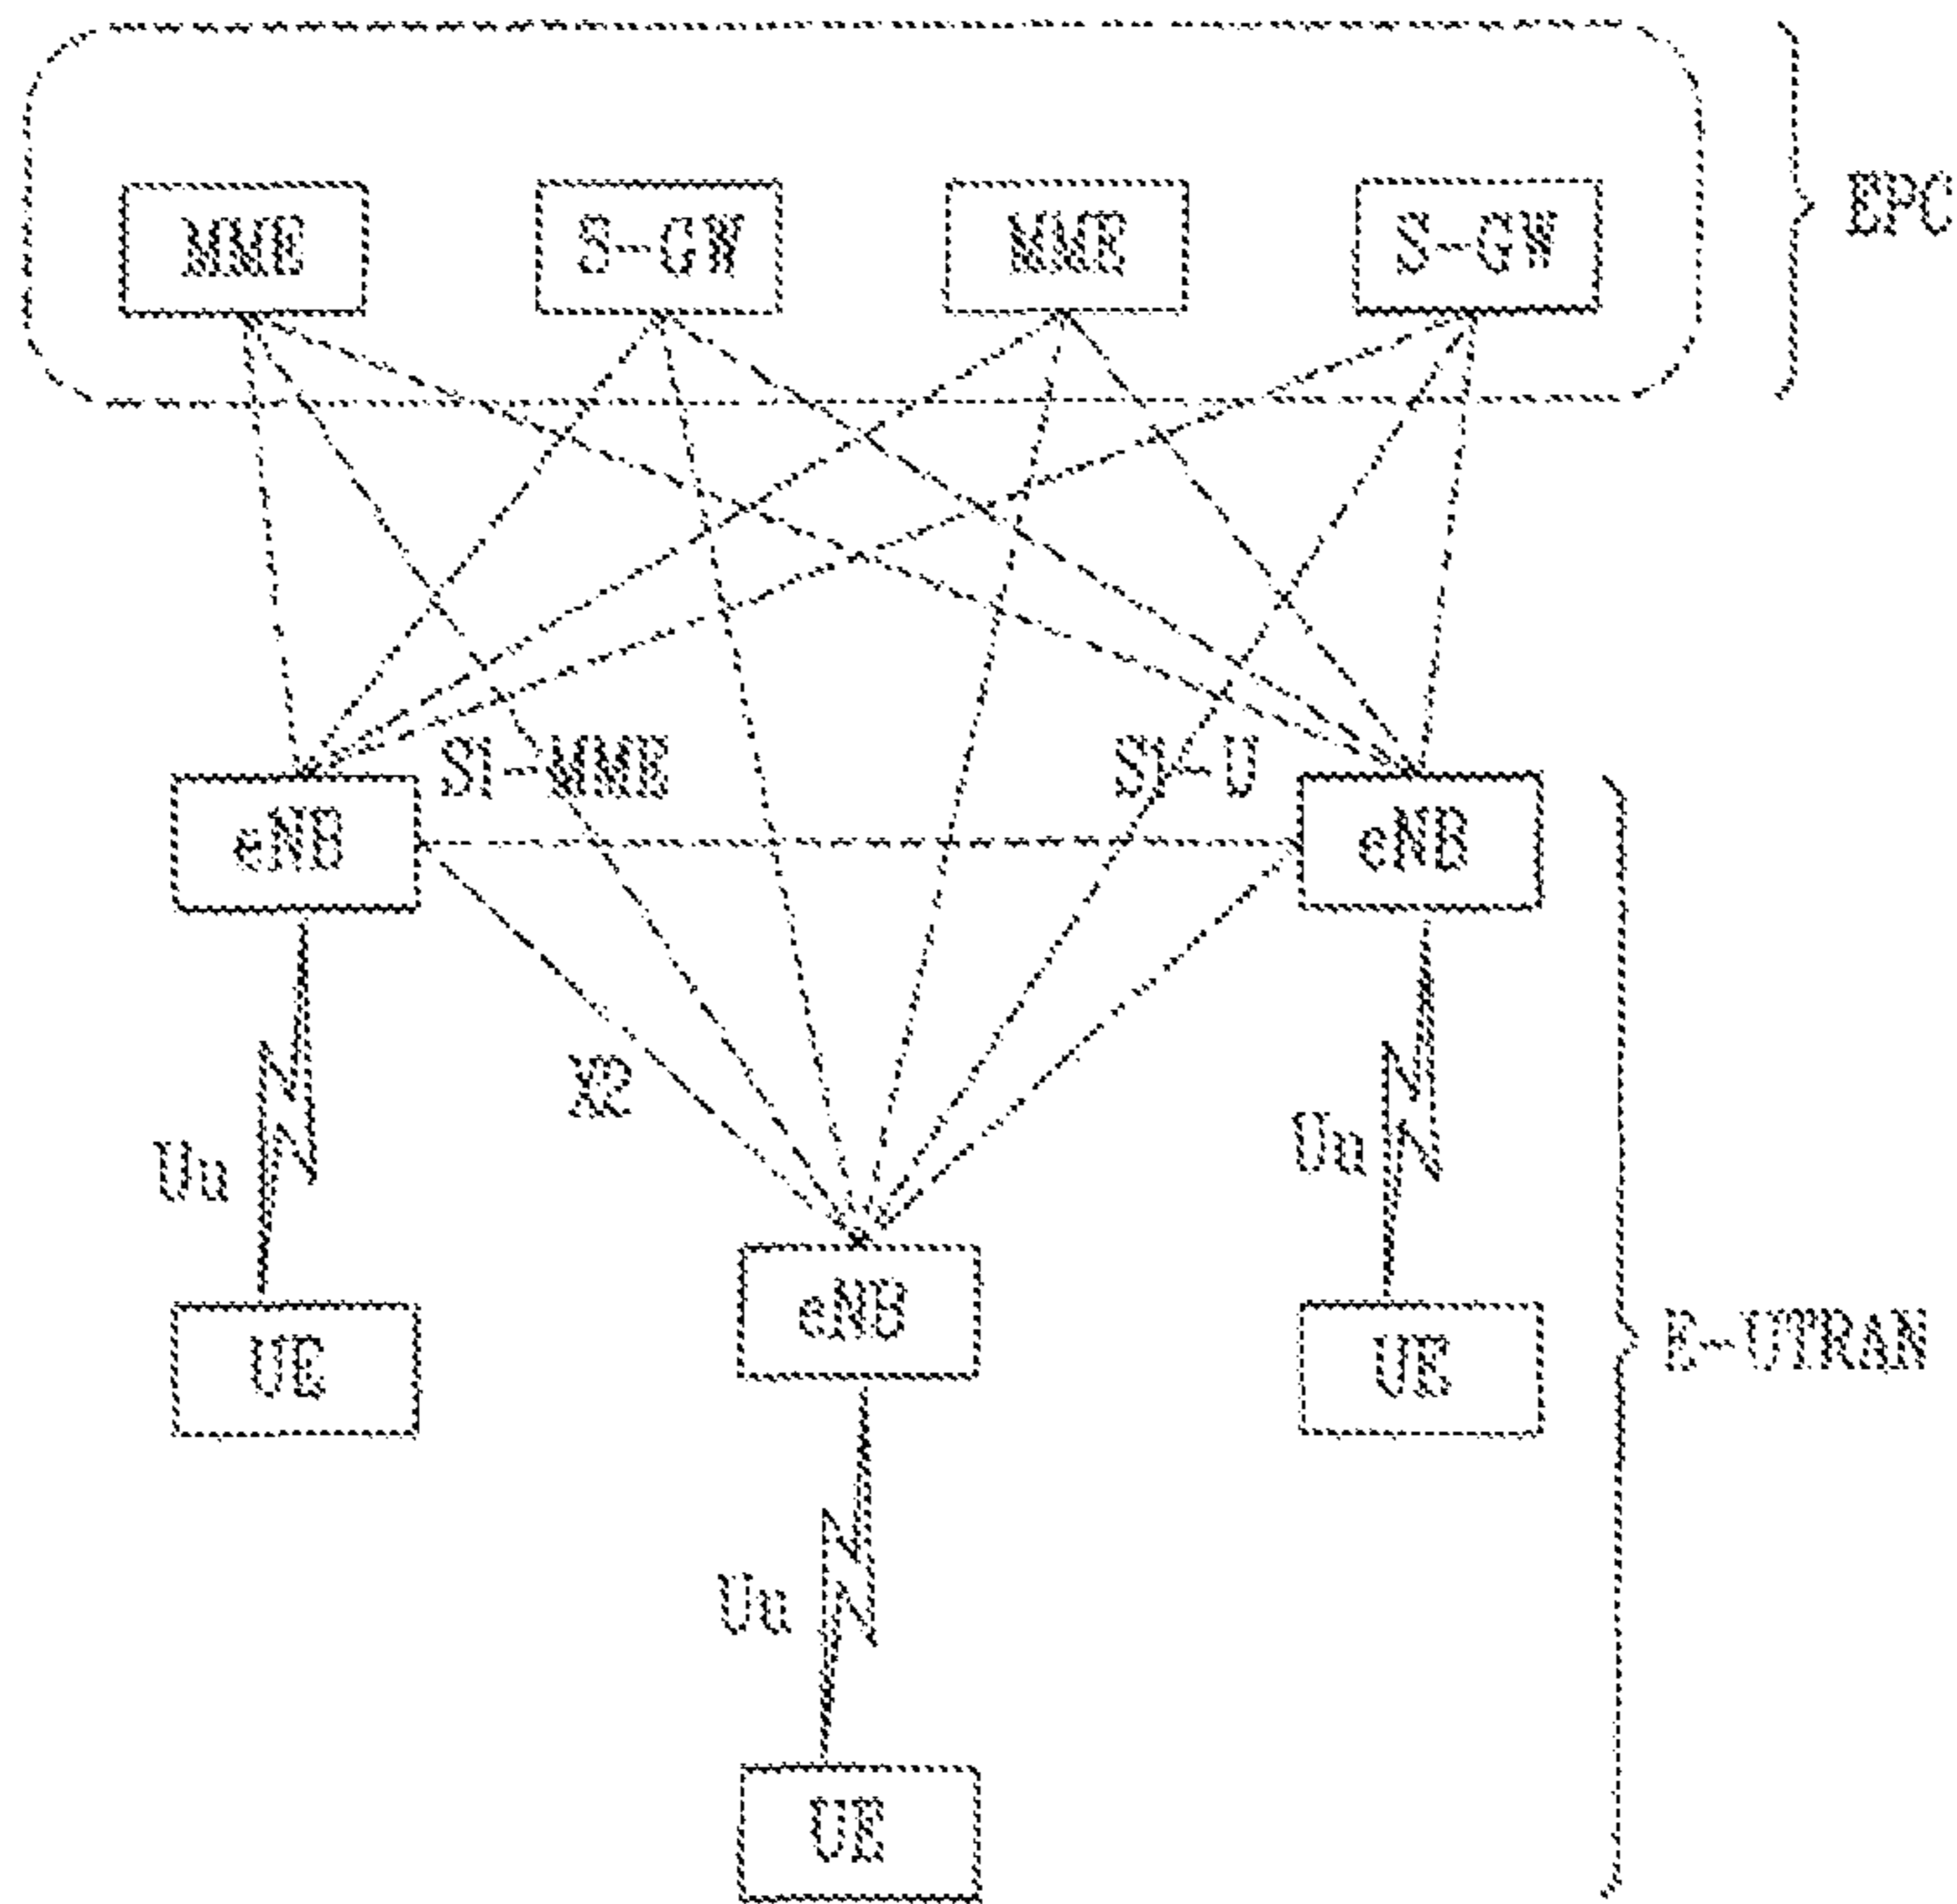 MME
S-GW
MME
S-GW
EPC
S1-MME
S1-U
eNB
eNB
X2
Uu
Uu
eNB
UE
UE
E-UTRAN
Uu
UE